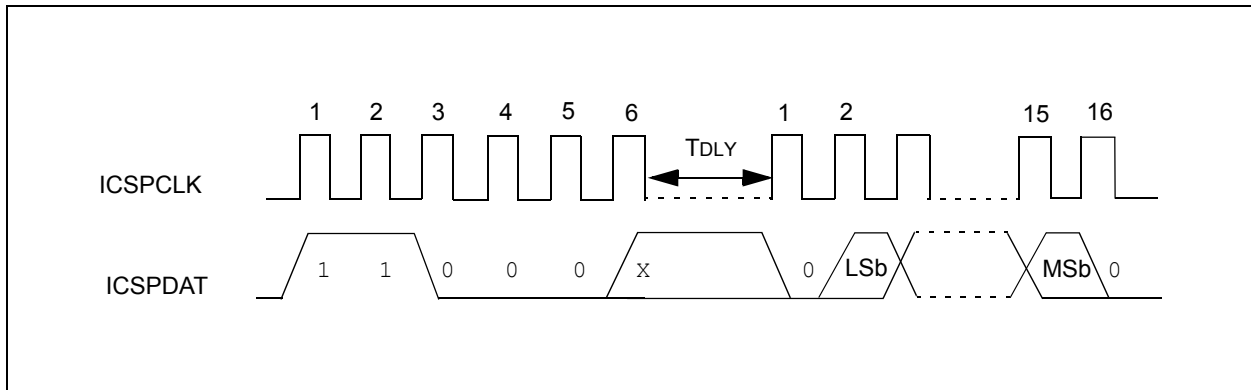 1 2 3 4 5 6 1 2 15 16
TDLY
ICSPCLK
ICSPDAT
1 1 0 0 0 X 0 LSb MSb 0